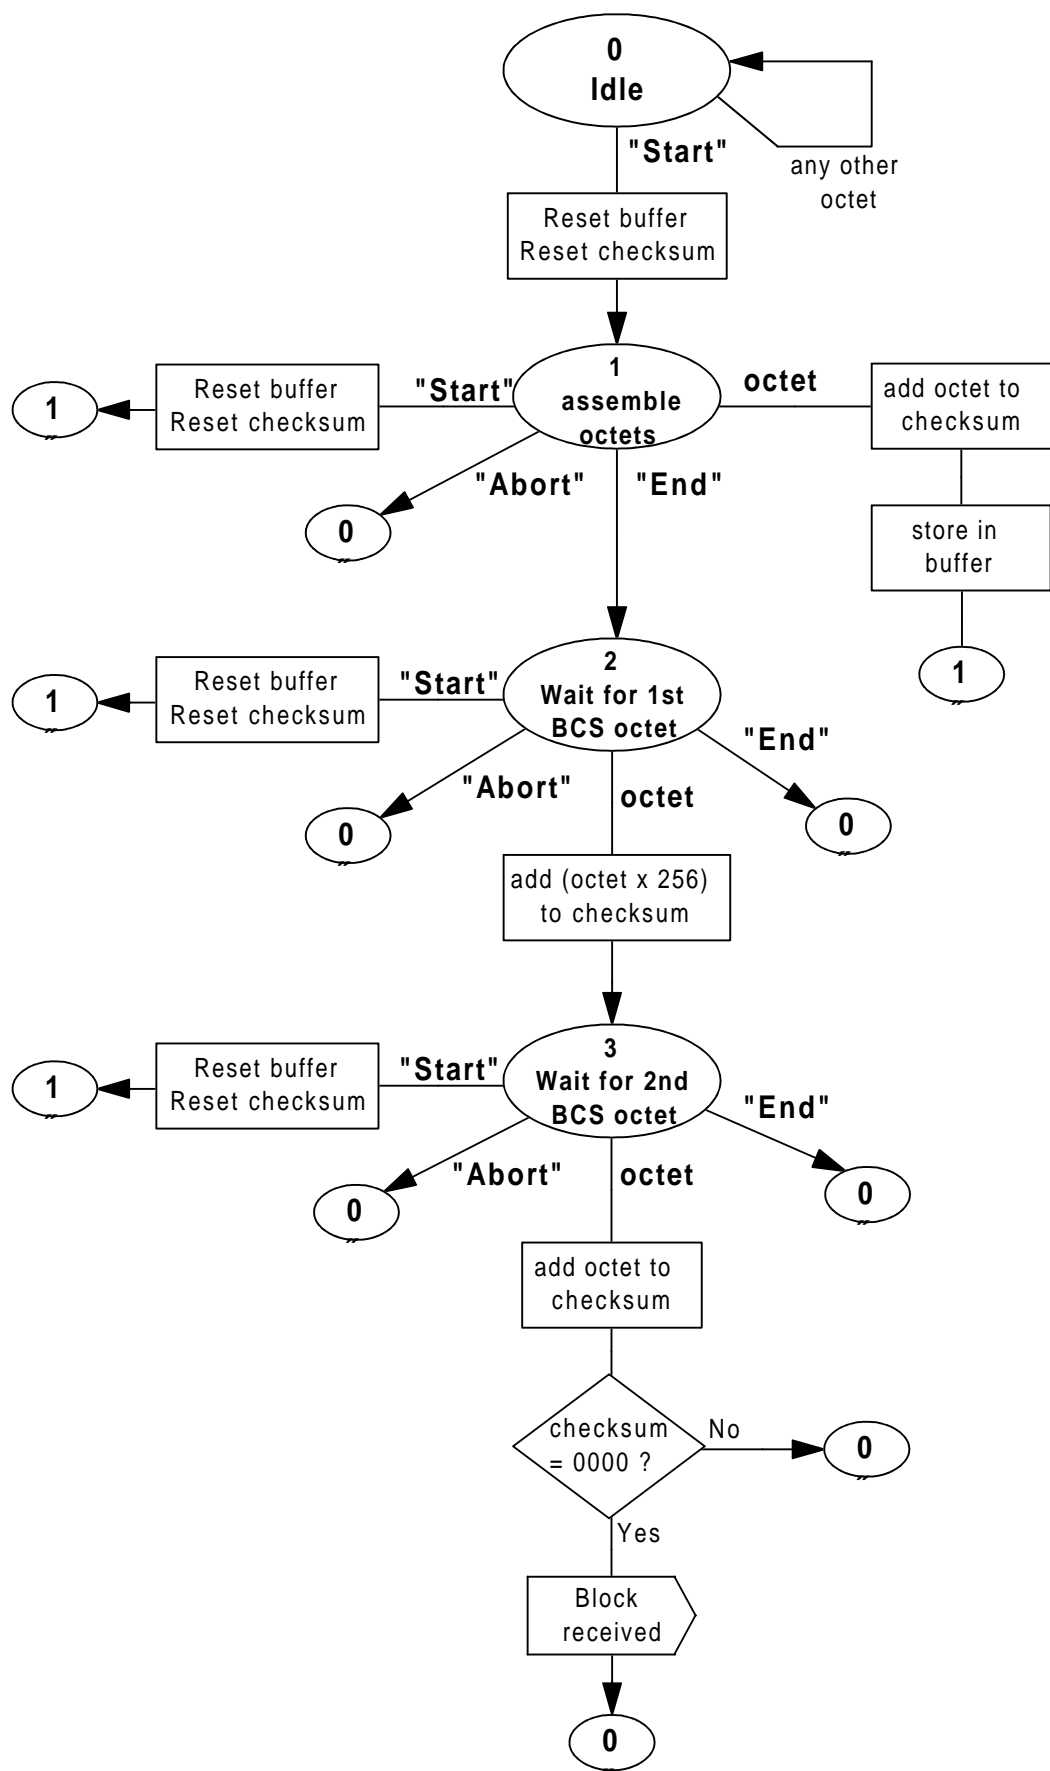 0
Idle
"Start"
any other
octet
Reset buffer
Reset checksum
1
assemble
octets
"Start"
Reset buffer
Reset checksum
1
octet
add octet to
checksum
"Abort"
"End"
0
store in
buffer
1
2
Wait for 1st
BCS octet
"Start"
Reset buffer
Reset checksum
1
"End"
"Abort"
octet
0
0
add (octet x 256)
to checksum
3
Wait for 2nd
BCS octet
"Start"
Reset buffer
Reset checksum
1
"End"
"Abort"
octet
0
0
add octet to
checksum
checksum
= 0000 ?
No
0
Yes
Block
received
0